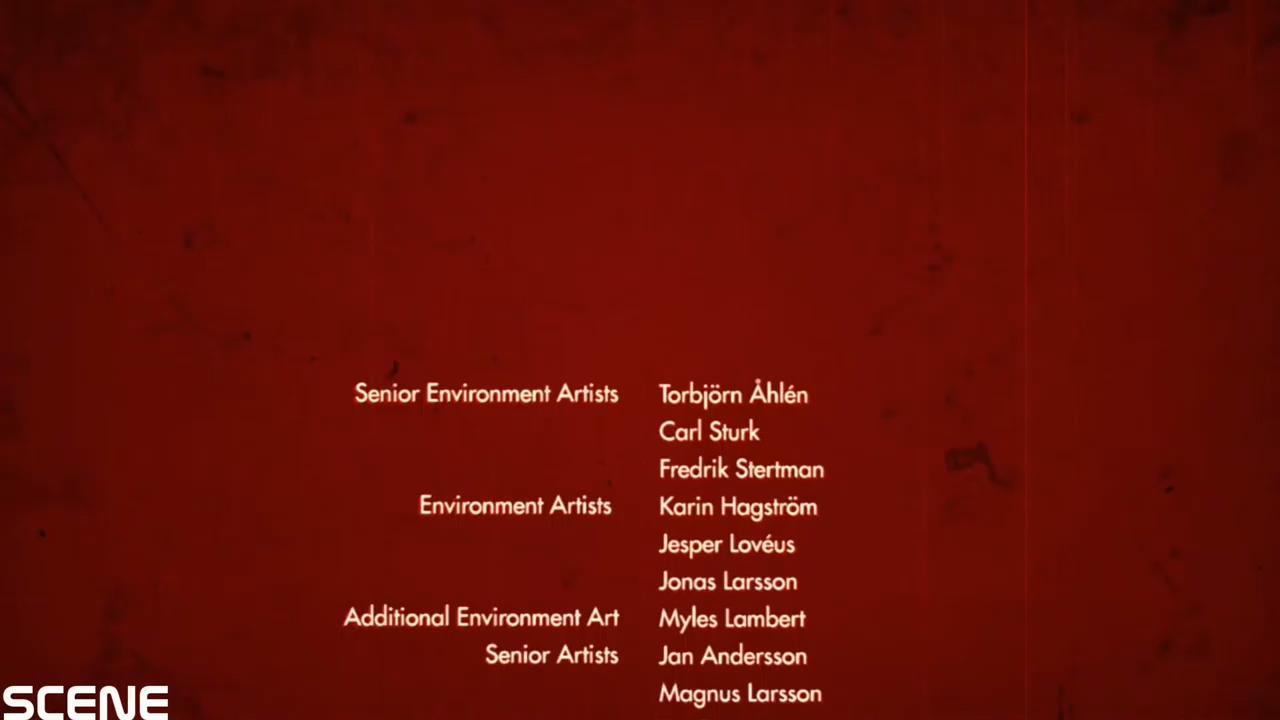 Senior Environment Artists Torbjörn Åhlén
Carl Sturk
Fredrik Stertman
Environment Artists Karin Hagström
Jesper Lovéus
Jonas Larsson
Additional Environment Art Myles Lambert
Senior Artists Jan Andersson
Magnus Larsson
SCENE